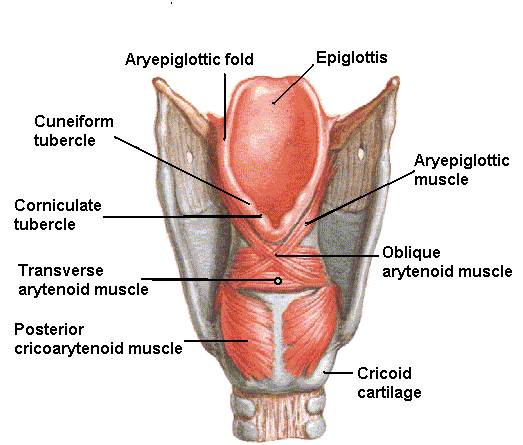 Aryepiglottic fold
Epiglottis
Cuneiform
tubercle
Aryepiglottic
muscle
Corniculate
tubercle
Oblique
arytenoid muscle
Transverse
arytenoid muscle
Posterior
cricoarytenoid muscle
Cricoid
cartilage